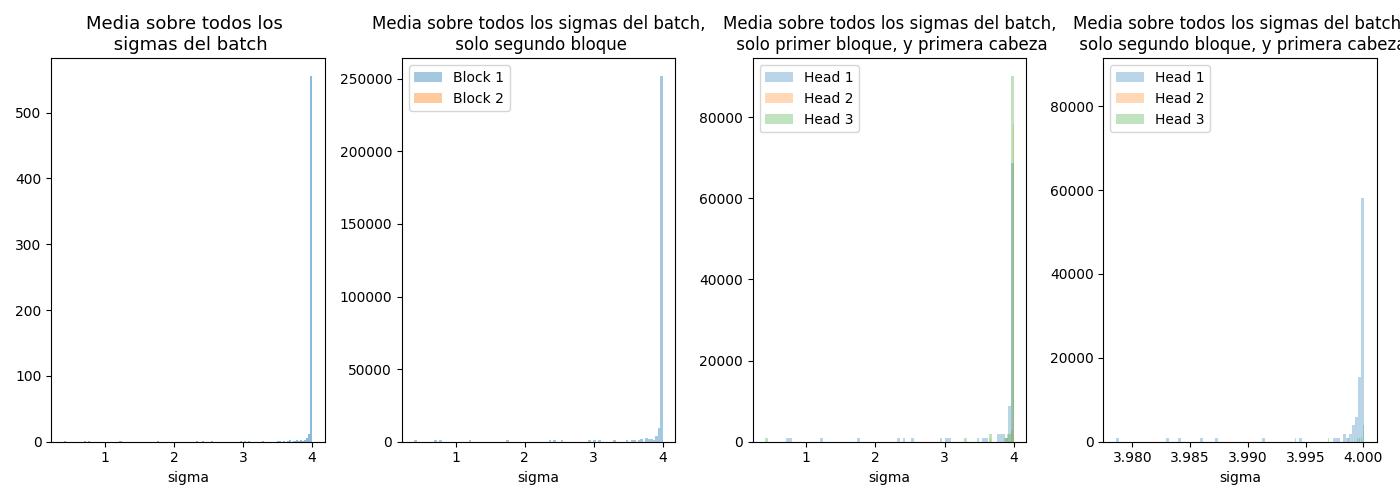 Media sobre todos los
sigmas del batch
500
400
300
200
100
0
1 2 3 4
sigma
Media sobre todos los sigmas del batch,
solo segundo bloque
Block 1
Block 2
250000
200000
150000
100000
50000
0
1 2 3 4
sigma
Media sobre todos los sigmas del batch,
solo primer bloque, y primera cabeza
Head 1
Head 2
Head 3
80000
60000
40000
20000
0
1 2 3 4
sigma
Media sobre todos los sigmas del batch
solo segundo bloque, y primera cabeza
Head 1
Head 2
Head 3
80000
60000
40000
20000
0
3.980 3.985 3.990 3.995 4.000
sigma